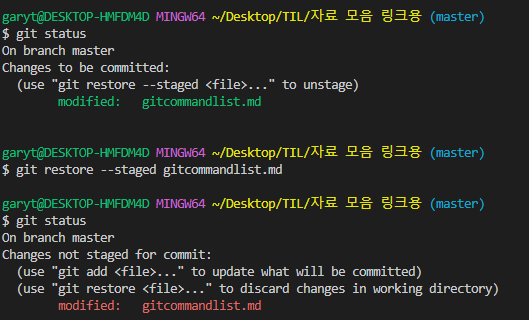 garyt@DESKTOP-HMFDM4D MINGW64 ~/Desktop/TIL/자료 모음 링크용 (master)
$ git status
On branch master
Changes to be committed:
  (use "git restore --staged <file>..." to unstage)
        modified:   gitcommandlist.md

garyt@DESKTOP-HMFDM4D MINGW64 ~/Desktop/TIL/자료 모음 링크용 (master)
$ git restore --staged gitcommandlist.md

garyt@DESKTOP-HMFDM4D MINGW64 ~/Desktop/TIL/자료 모음 링크용 (master)
$ git status
On branch master
Changes not staged for commit:
  (use "git add <file>..." to update what will be committed)
  (use "git restore <file>..." to discard changes in working directory)
        modified:   gitcommandlist.md